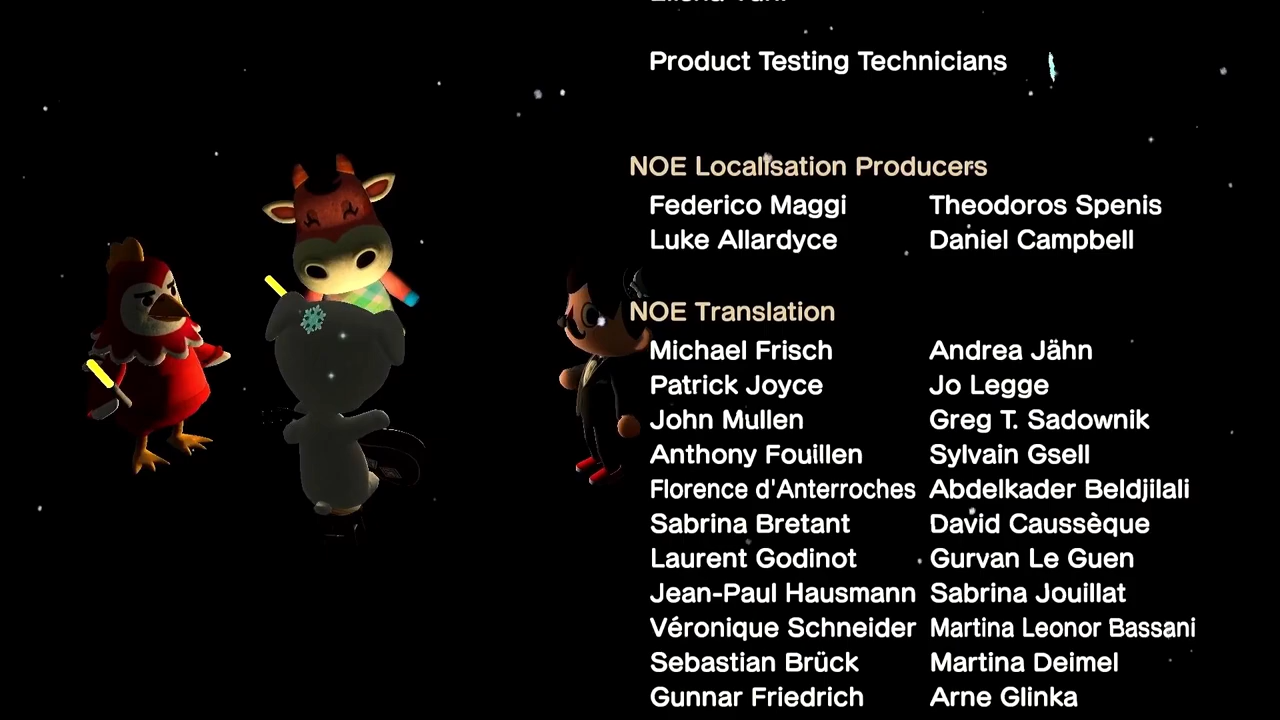 Product Testing Technicians
NOE Localisation Producers
Federico Maggi Theodoros Spenis
Luke Allardyce Daniel Campbell
NOE Translation
Michael Frisch Andrea Jähn
Patrick Joyce Jo Legge
John Mullen Greg T. Sadownik
Anthony Fouillen Sylvain Gsell
Florence d'Anterroches Abdelkader Beldjilali
Sabrina Bretant David Caussèque
Laurent Godinot Gurvan Le Guen
Jean-Paul Hausmann Sabrina Jouillat
Véronique Schneider Martina Leonor Bassani
Sebastian Brück Martina Deimel
Gunnar Friedrich Arne Glinka